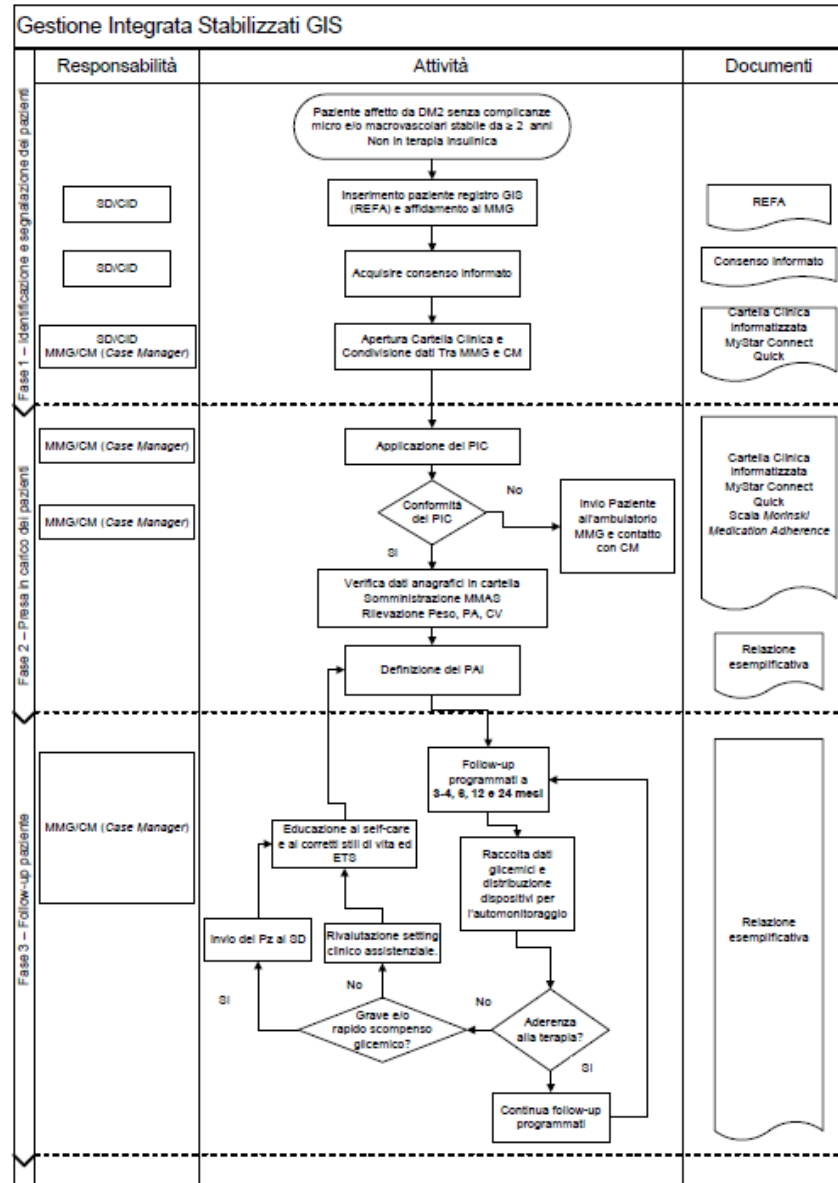 Gestione Integrata Stabilizzati GIS
Responsabilità
Attività
Documenti
Fase 1 – Identificazione e segnalazione dei pazienti
Paziente affetto da DM2 senza complicanze
micro e/o macrovascolari stabile da ≥ 2 anni
Non in terapia insulinica
SD/CID
Inserimento paziente registro GIS
(REFA) e affidamento al MMG
REFA
SD/CID
Acquisire consenso informato
Consenso Informato
SD/CID
MMG/CM (Case Manager)
Apertura Cartella Clinica e
Condivisione dati Tra MMG e CM
Cartella Clinica
Informatizzata
MyStar Connect
Quick
Fase 2 – Presa in carico dei pazienti
MMG/CM (Case Manager)
Applicazione del PIC
Cartella Clinica
Informatizzata
MyStar Connect
Quick
Scala Morinski
Medication Adherence
MMG/CM (Case Manager)
Conformità
del PIC
No
Invio Paziente
all'ambulatorio
MMG e contatto
con CM
Si
Verifica dati anagrafici in cartella
Somministrazione MMAS
Rilevazione Peso, PA, CV
Definizione del PAI
Relazione
esemplificativa
Fase 3 – Follow-up paziente
MMG/CM (Case Manager)
Follow-up
programmati a
3-4, 6, 12 e 24 mesi
Educazione al self-care
e ai corretti stili di vita ed
ETS
Raccolta dati
glicemici e
distribuzione
dispositivi per
l'automonitoraggio
Invio del Pz al SD
Rivalutazione setting
clinico assistenziale.
Relazione
esemplificativa
Si
No
Grave e/o
rapido scompenso
glicemico?
No
Aderenza
alla terapia?
Si
Continua follow-up
programmati